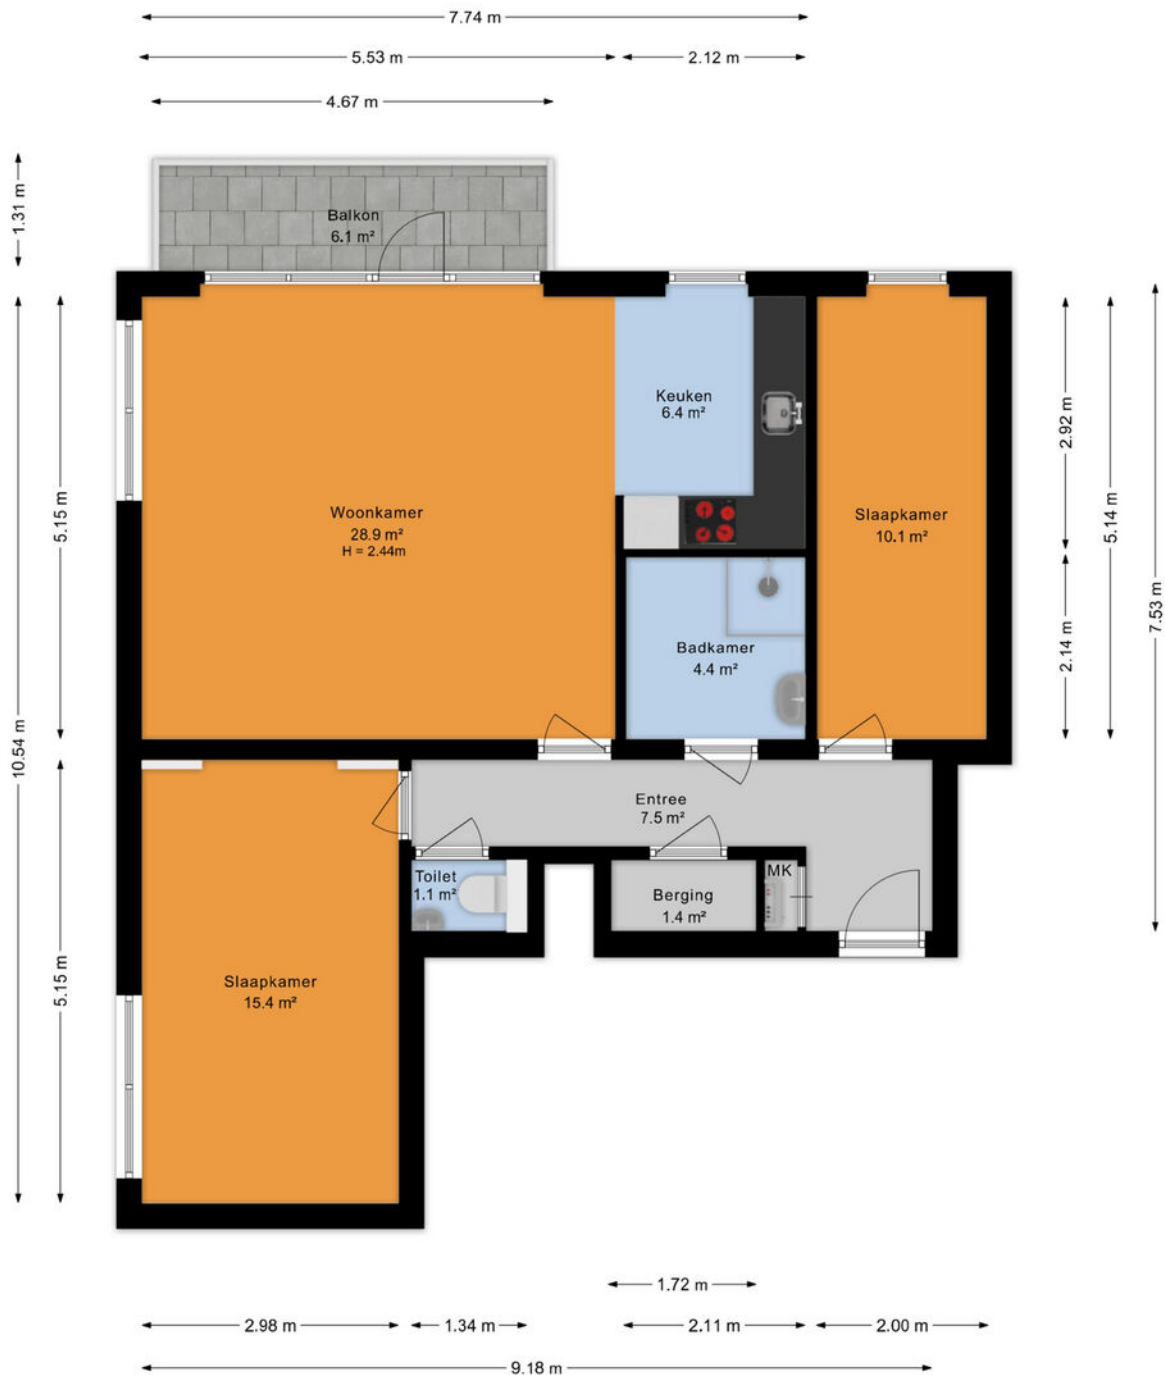 7.74 m
5.53 m
2.12 m
4.67 m
1.31 m
Balkon
6.1 m²
Keuken
6.4 m²
Woonkamer
28.9 m²
H = 2.44m
Slaapkamer
10.1 m²
5.15 m
2.92 m
5.14 m
7.53 m
Badkamer
4.4 m²
2.14 m
10.54 m
Entree
7.5 m²
Toilet
1.1 m²
Berging
1.4 m²
MK
Slaapkamer
15.4 m²
5.15 m
1.72 m
2.98 m
1.34 m
2.11 m
2.00 m
9.18 m